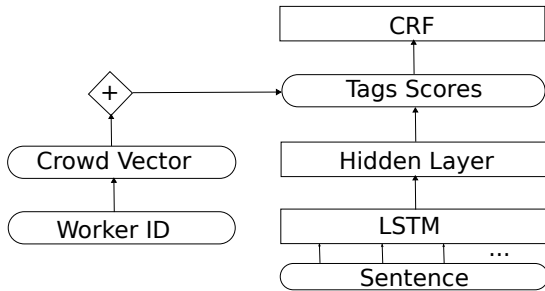 CRF
+
Tags Scores
Crowd Vector
Hidden Layer
Worker ID
LSTM
...
Sentence